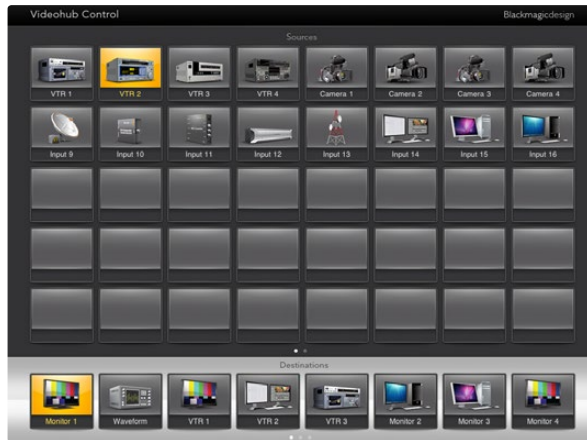 Videohub Control Blackmagicdesign
Sources
VTR 1 VTR 2 VTR 3 VTR 4 Camera 1 Camera 2 Camera 3 Camera 4
Input 9 Input 10 Input 11 Input 12 Input 13 Input 14 Input 15 Input 16
Destinations
Monitor 1 Waveform VTR 1 VTR 2 VTR 3 Monitor 2 Monitor 3 Monitor 4